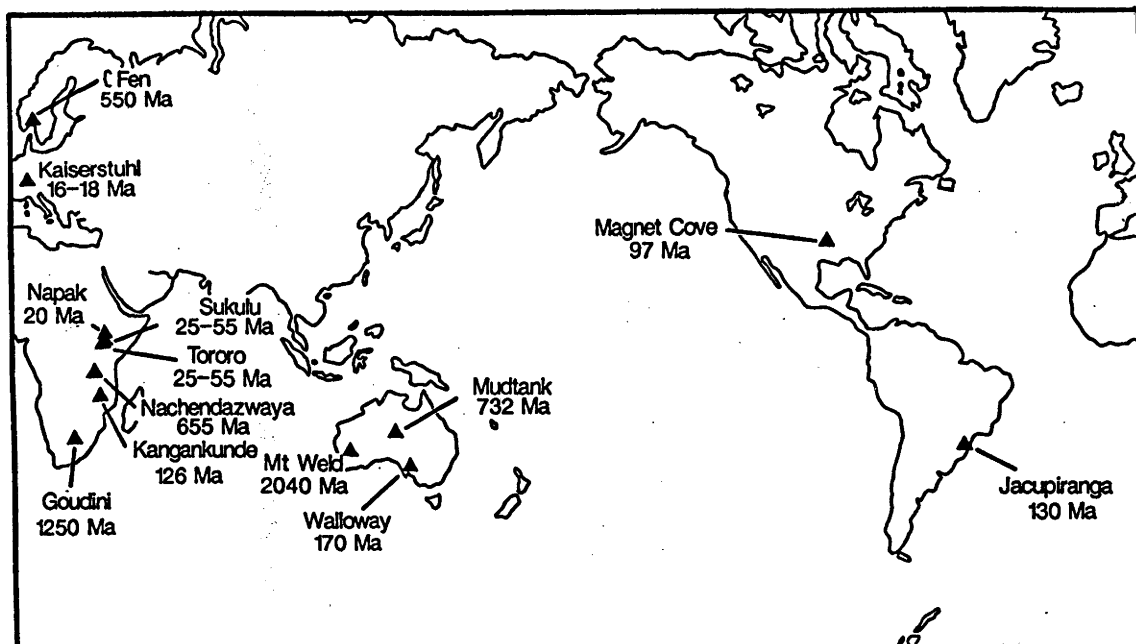 Fen
550 Ma
Kaiserstuhl
16-18 Ma
Magnet Cove
97 Ma
Napak
20 Ma
Sukulu
25-55 Ma
Tororo
25-55 Ma
Nachendazwaya
655 Ma
Kangankunde
126 Ma
Goudini
1250 Ma
Mudtank
732 Ma
Mt Weld
2040 Ma
Walloway
170 Ma
Jacupiranga
130 Ma